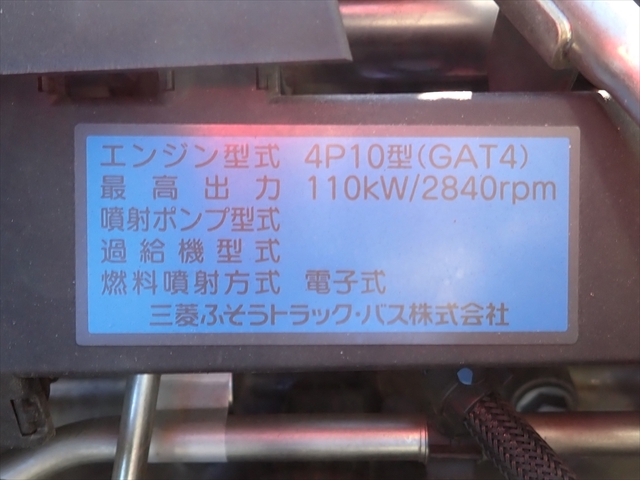 エンジン型式 4P10型(GAT4)
最高出力 110kW/2840rpm
噴射ポンプ型式
過給機型式
燃料噴射方式 電子式
三菱ふそうトラック・バス株式会社